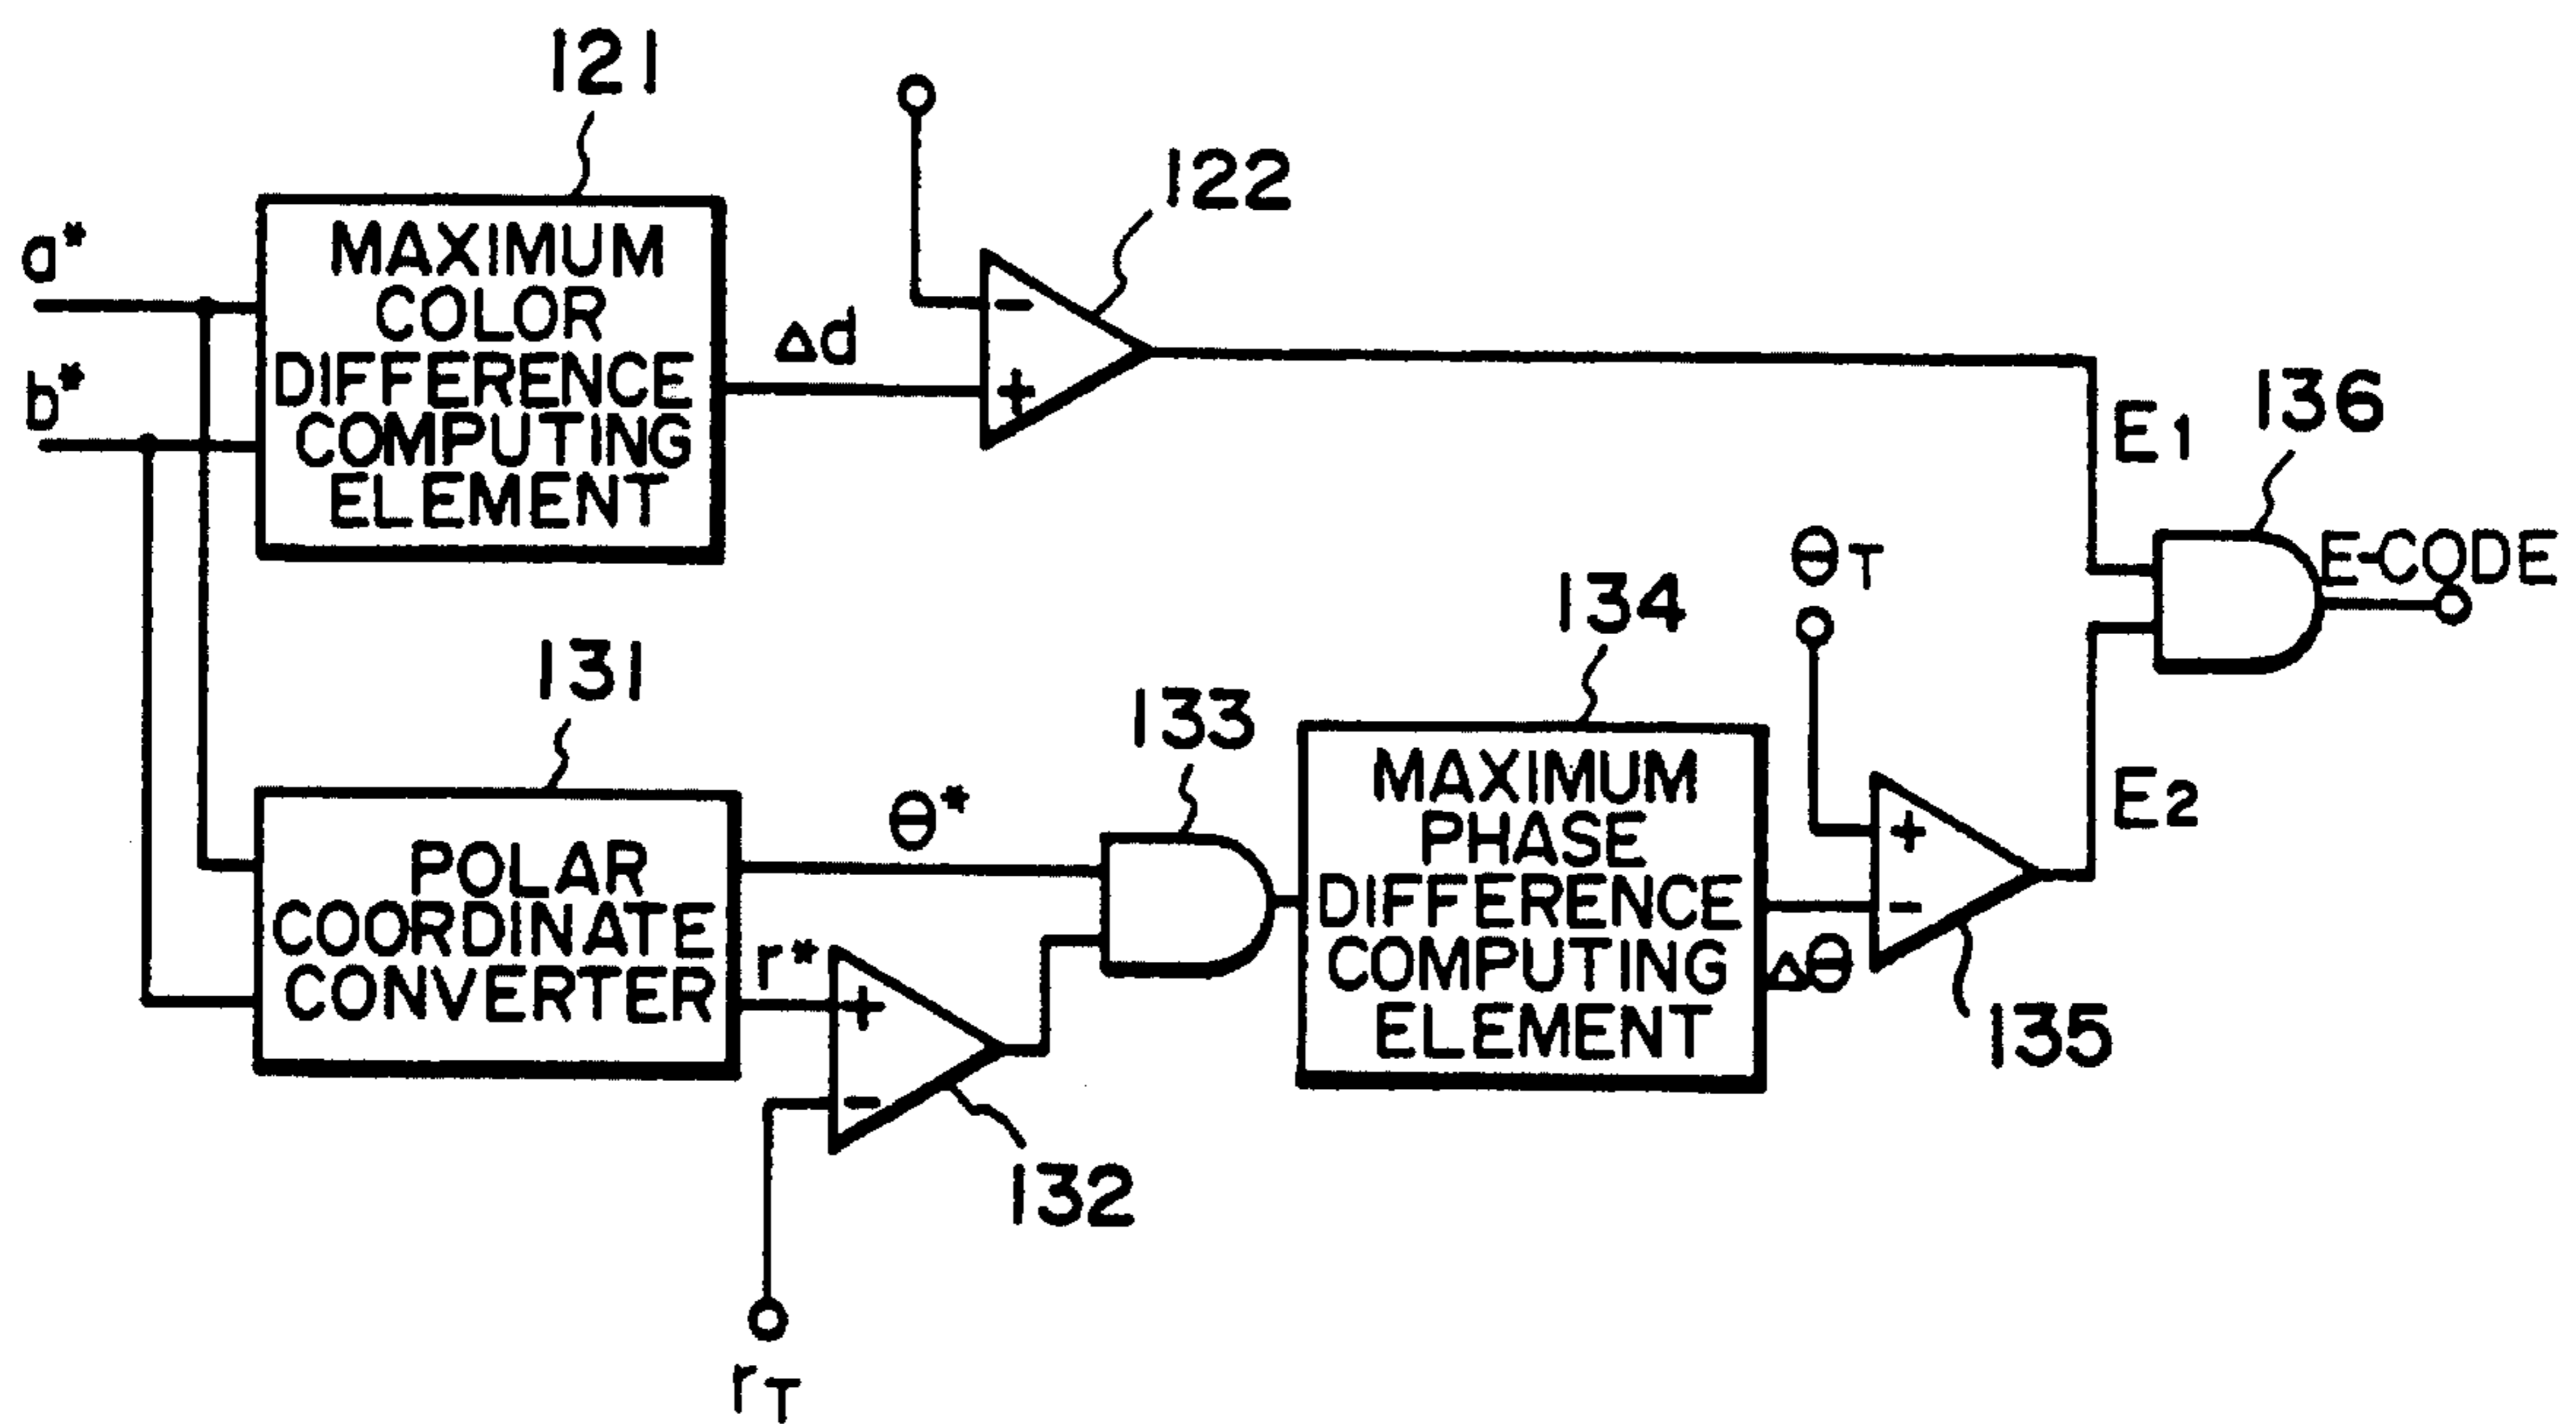 121
122
a*
MAXIMUM
COLOR
DIFFERENCE
COMPUTING
ELEMENT
Δd
b*
E1
136
E-CODE
θT
134
131
133
MAXIMUM
PHASE
DIFFERENCE
COMPUTING
ELEMENT
E2
θ*
POLAR
COORDINATE
CONVERTER
r*
Δθ
135
132
rT
+
-
+
-
+
-